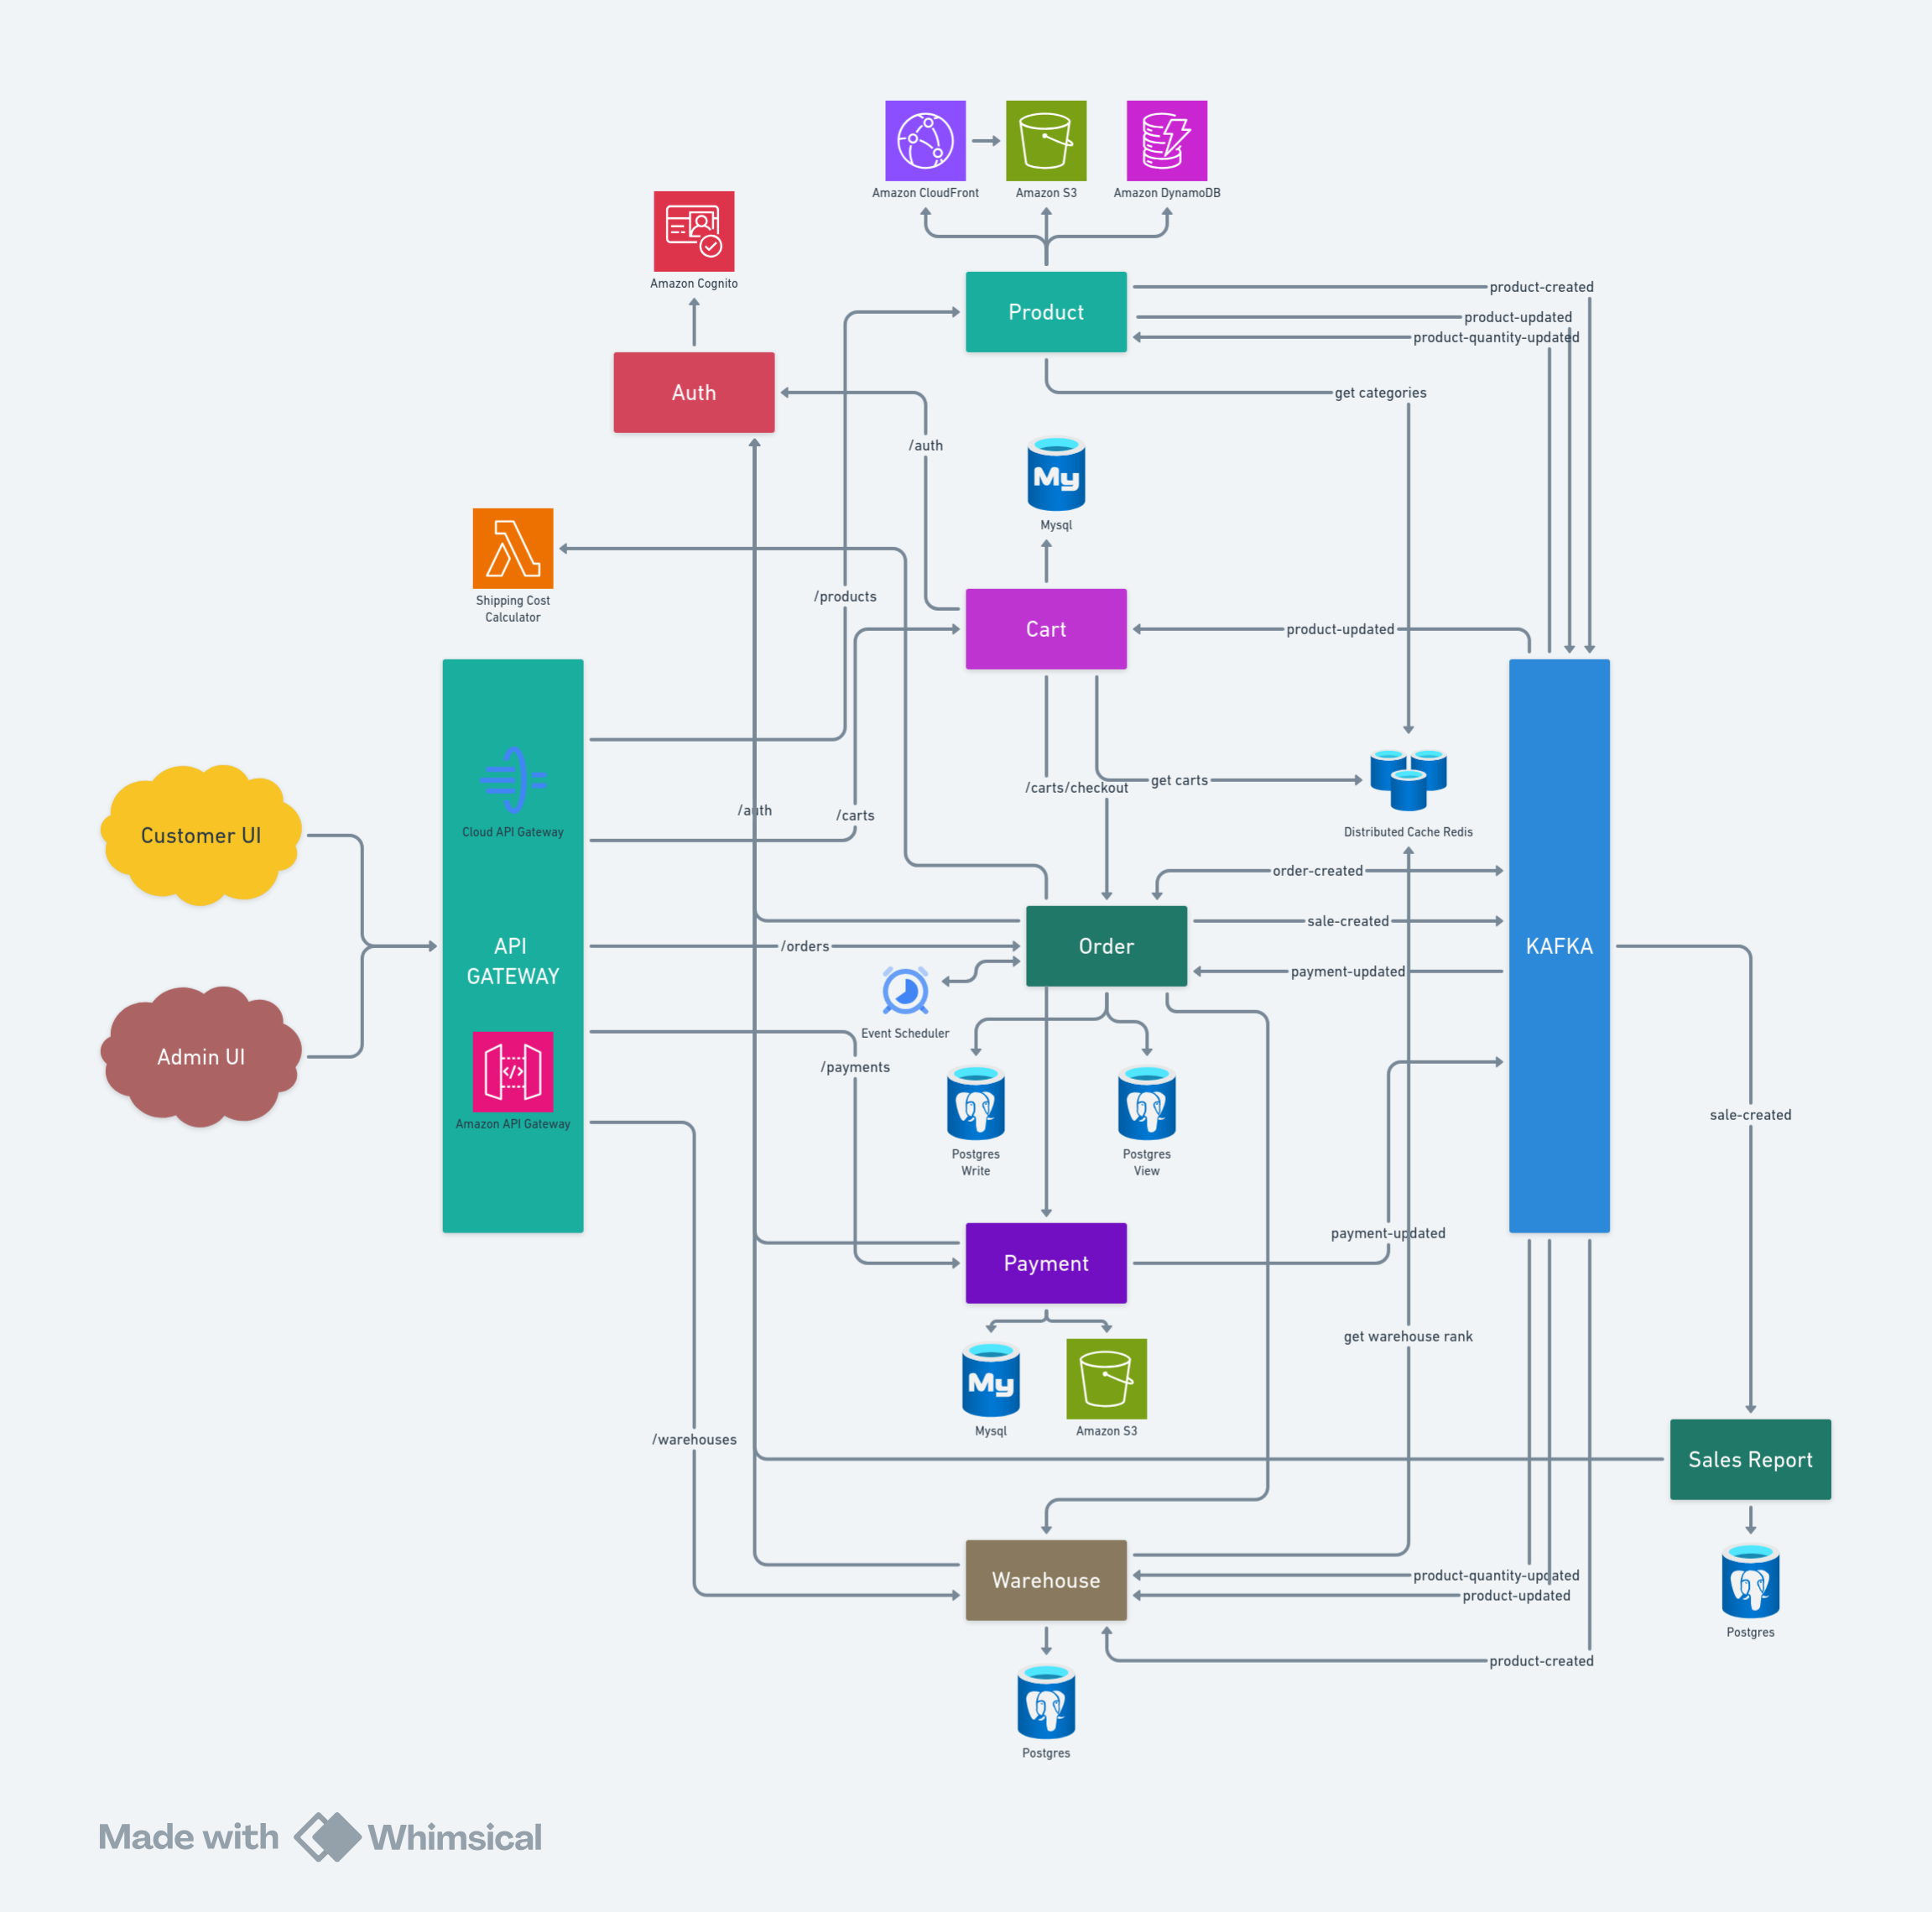 Amazon CloudFront
Amazon S3
Amazon DynamoDB
Amazon Cognito
Product
product-created
product-updated
product-quantity-updated
Auth
get categories
/auth
My
Mysql
Shipping Cost
Calculator
/products
Cart
product-updated
/carts/checkout
get carts
/auth
/carts
Cloud API Gateway
Distributed Cache Redis
Customer UI
order-created
sale-created
API
GATEWAY
/orders
Order
KAFKA
payment-updated
Event Scheduler
Admin UI
/payments
</>
Amazon API Gateway
sale-created
Postgres
Write
Postgres
View
payment-updated
Payment
get warehouse rank
My
Mysql
Amazon S3
/warehouses
Sales Report
Warehouse
product-quantity-updated
product-updated
Postgres
product-created
Postgres
Made with Whimsical